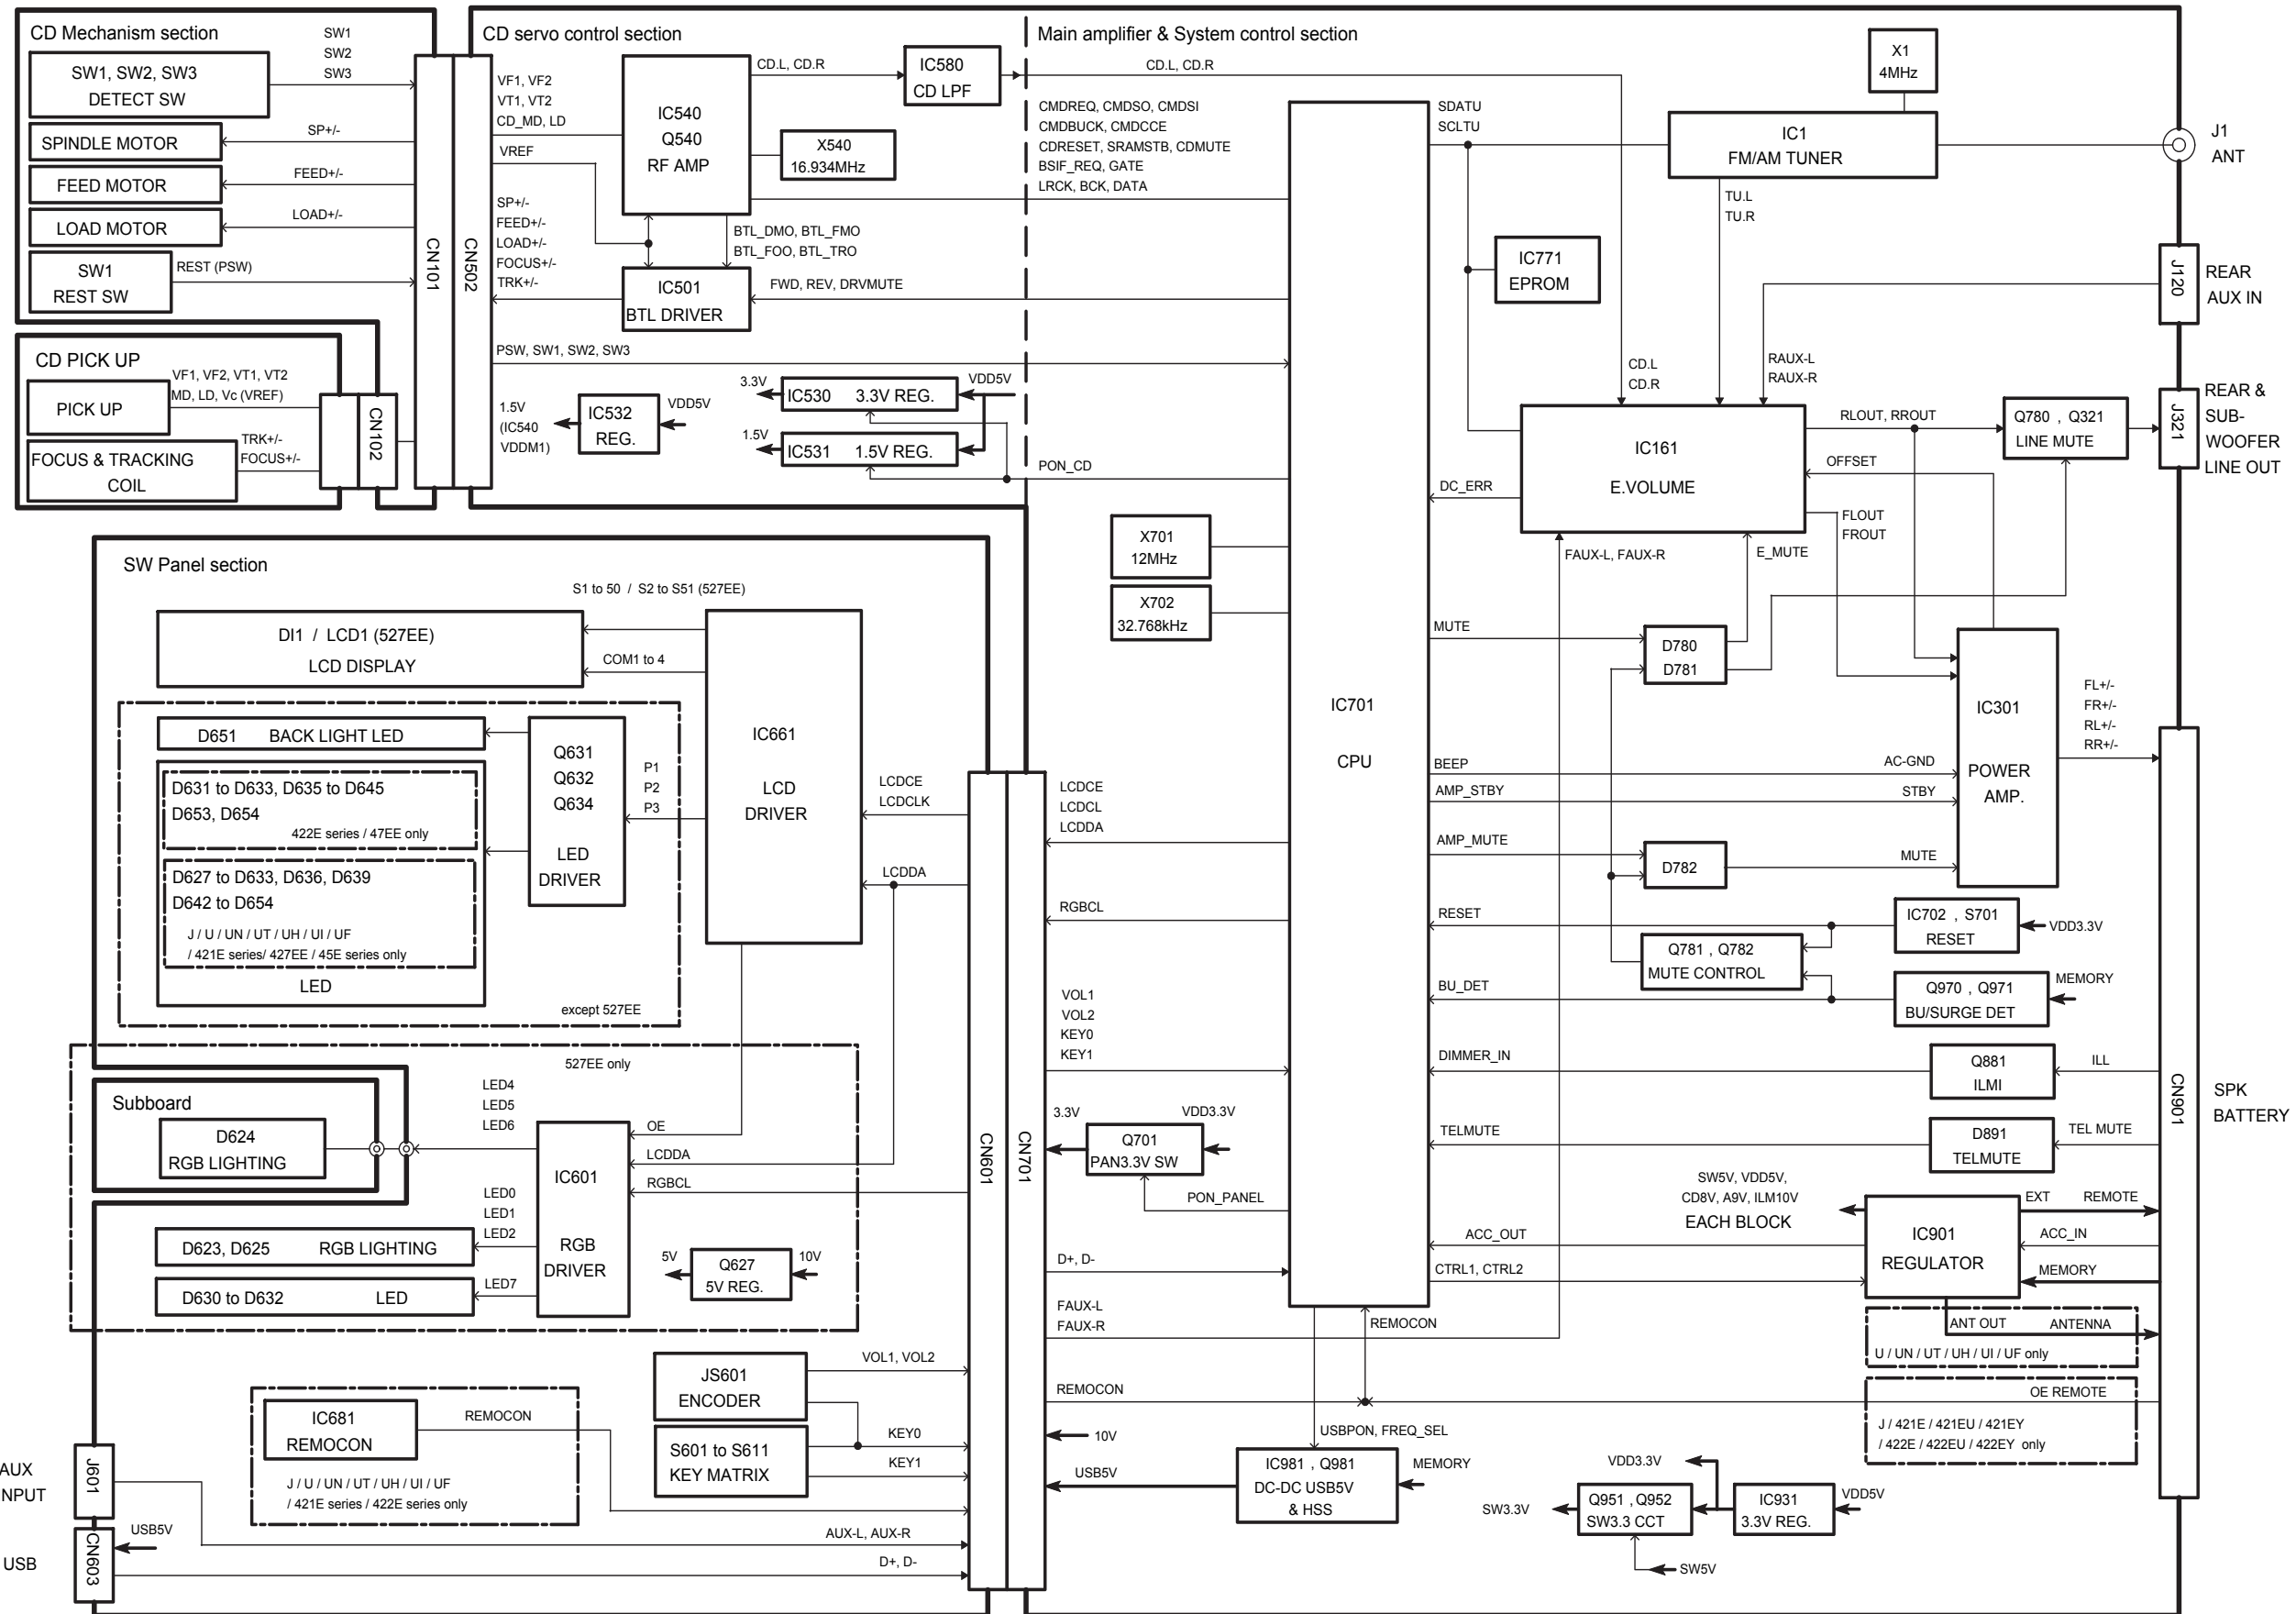 CD Mechanism section
SW1
SW2
SW3
SW1, SW2, SW3
DETECT SW
SPINDLE MOTOR
SP+/-
FEED MOTOR
FEED+/-
LOAD MOTOR
LOAD+/-
SW1
REST SW
REST (PSW)
CN101
CN502
CD PICK UP
PICK UP
VF1, VF2, VT1, VT2
MD, LD, Vc (VREF)
FOCUS & TRACKING
COIL
TRK+/-
FOCUS+/-
CN102
CD servo control section
VF1, VF2
VT1, VT2
CD_MD, LD
VREF
SP+/-
FEED+/-
LOAD+/-
FOCUS+/-
TRK+/-
IC540
Q540
RF AMP
CD.L, CD.R
IC580
CD LPF
X540
16.934MHz
BTL_DMO, BTL_FMO
BTL_FOO, BTL_TRO
IC501
BTL DRIVER
FWD, REV, DRVMUTE
PSW, SW1, SW2, SW3
1.5V
(IC540
VDDM1)
IC532
REG.
VDD5V
3.3V
IC530 3.3V REG.
VDD5V
1.5V
IC531 1.5V REG.
PON_CD
Main amplifier & System control section
CD.L, CD.R
CMDREQ, CMDSO, CMDSI
CMDBUCK, CMDCCE
CDRESET, SRAMSTB, CDMUTE
BSIF_REQ, GATE
LRCK, BCK, DATA
SDATU
SCLTU
X1
4MHz
IC1
FM/AM TUNER
J1
ANT
TU.L
TU.R
IC771
EPROM
J120
REAR
AUX IN
CD.L
CD.R
RAUX-L
RAUX-R
IC161
E.VOLUME
RLOUT, RROUT
Q780 , Q321
LINE MUTE
J321
REAR &
SUB-
WOOFER
LINE OUT
OFFSET
DC_ERR
FLOUT
FROUT
FAUX-L, FAUX-R
E_MUTE
X701
12MHz
X702
32.768kHz
IC701
CPU
MUTE
D780
D781
IC301
POWER
AMP.
FL+/-
FR+/-
RL+/-
RR+/-
BEEP
AC-GND
AMP_STBY
STBY
AMP_MUTE
D782
MUTE
RESET
IC702 , S701
RESET
VDD3.3V
Q781 , Q782
MUTE CONTROL
BU_DET
Q970 , Q971
BU/SURGE DET
MEMORY
DIMMER_IN
Q881
ILMI
ILL
TELMUTE
D891
TELMUTE
TEL MUTE
CN901
SPK
BATTERY
SW5V, VDD5V,
CD8V, A9V, ILM10V
EACH BLOCK
IC901
REGULATOR
EXT
REMOTE
ACC_OUT
ACC_IN
CTRL1, CTRL2
MEMORY
ANT OUT
ANTENNA
U / UN / UT / UH / UI / UF only
OE REMOTE
J / 421E / 421EU / 421EY
/ 422E / 422EU / 422EY only
SW Panel section
S1 to 50 / S2 to S51 (527EE)
DI1 / LCD1 (527EE)
LCD DISPLAY
COM1 to 4
IC661
LCD
DRIVER
D651 BACK LIGHT LED
Q631
Q632
Q634
LED
DRIVER
P1
P2
P3
D631 to D633, D635 to D645
D653, D654
422E series / 47EE only
D627 to D633, D636, D639
D642 to D654
J / U / UN / UT / UH / UI / UF
/ 421E series/ 427EE / 45E series only
LED
except 527EE
LCDCE
LCDCLK
LCDDA
LCDCE
LCDCL
LCDDA
RGBCL
VOL1
VOL2
KEY0
KEY1
527EE only
Subboard
D624
RGB LIGHTING
LED4
LED5
LED6
OE
LCDDA
RGBCL
IC601
RGB
DRIVER
LED0
LED1
LED2
D623, D625 RGB LIGHTING
LED7
D630 to D632 LED
5V
Q627
5V REG.
10V
CN601
CN701
3.3V
VDD3.3V
Q701
PAN3.3V SW
PON_PANEL
D+, D-
FAUX-L
FAUX-R
REMOCON
REMOCON
JS601
ENCODER
VOL1, VOL2
S601 to S611
KEY MATRIX
KEY0
KEY1
IC681
REMOCON
REMOCON
J / U / UN / UT / UH / UI / UF
/ 421E series / 422E series only
AUX
NPUT
J601
AUX-L, AUX-R
USB
CN603
USB5V
D+, D-
10V
USB5V
USBPON, FREQ_SEL
IC981 , Q981
DC-DC USB5V
& HSS
MEMORY
VDD3.3V
SW3.3V
Q951 , Q952
SW3.3 CCT
IC931
3.3V REG.
VDD5V
SW5V